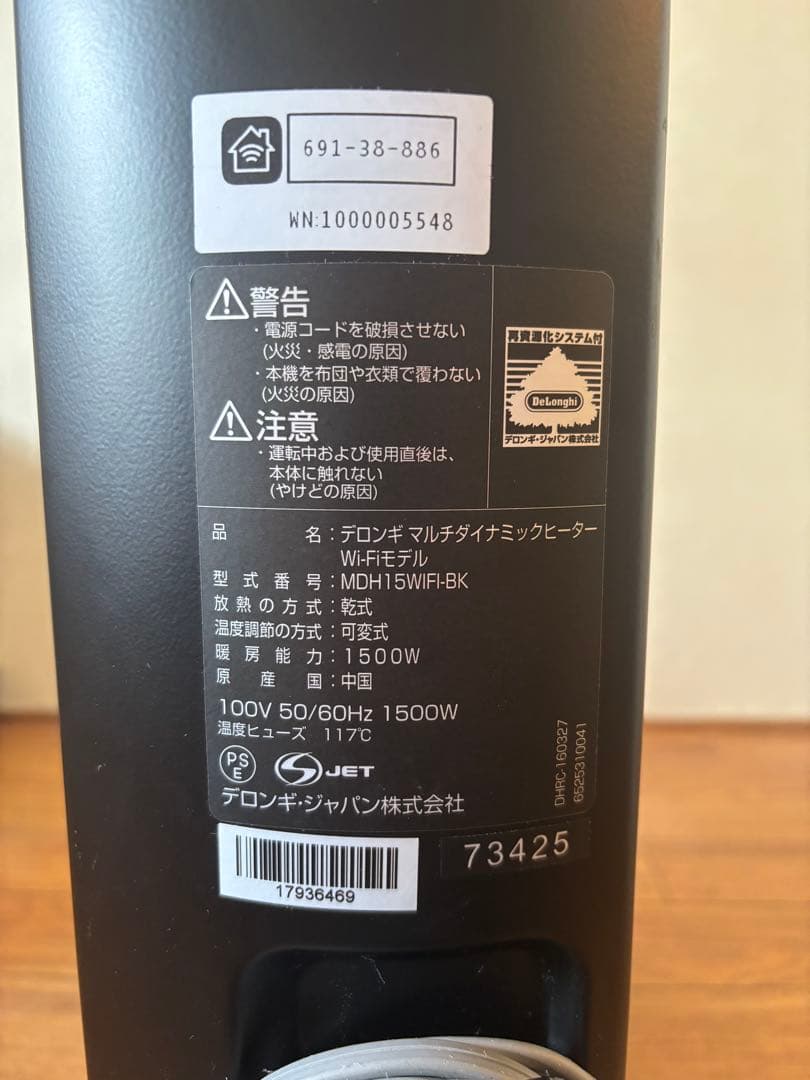 691-38-886
WN:1000005548
警告
・電源コードを破損させない
(火災・感電の原因)
・本機を布団や衣類で覆わない
(火災の原因)
注意
・運転中および使用直後は、
本体に触れない
(やけどの原因)
再資源化システム付
DeLonghi
デロンギ・ジャパン株式会社
品名：デロンギ マルチダイナミックヒーター
Wi-Fiモデル
型式番号：MDH15WIFI-BK
放熱の方式：乾式
温度調節の方式：可変式
暖房能力：1500W
原産国：中国
100V 50/60Hz 1500W
温度ヒューズ 117℃
PS
E
S JET
デロンギ・ジャパン株式会社
DHRC-160327
6525310041
17936469
73425